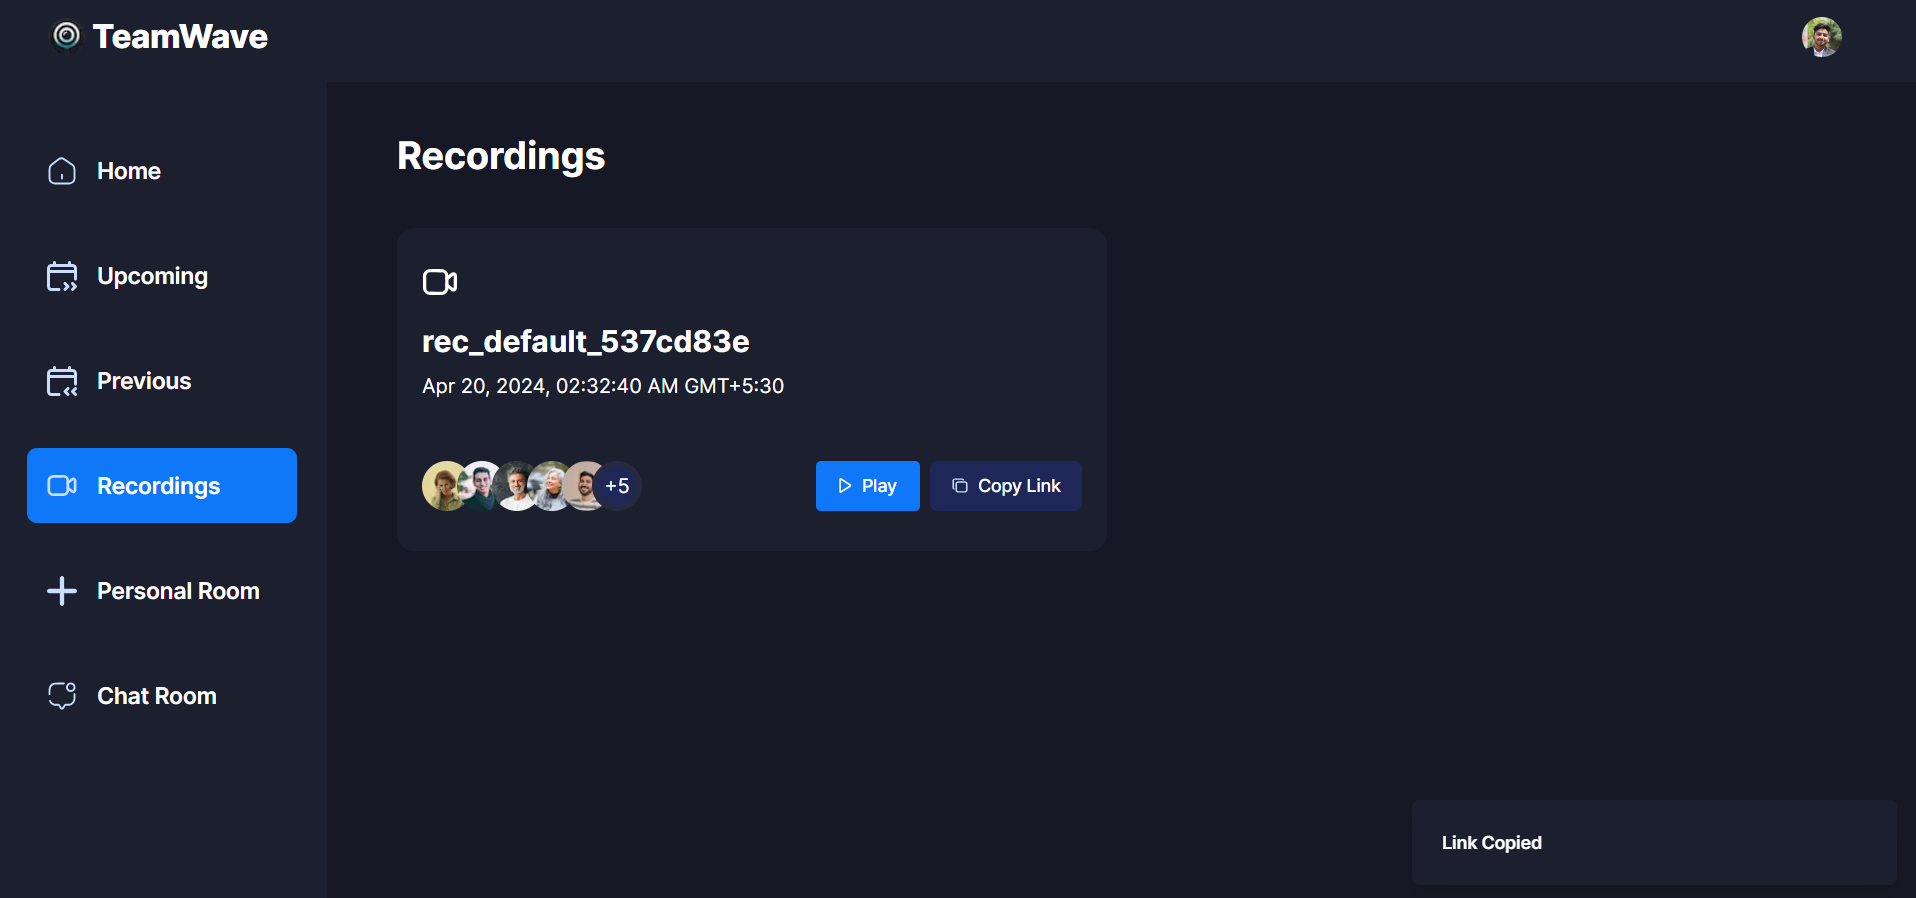 TeamWave
Home
Upcoming
Previous
Recordings
Personal Room
Chat Room
Recordings
rec_default_537cd83e
Apr 20, 2024, 02:32:40 AM GMT+5:30
+5
Play
Copy Link
Link Copied